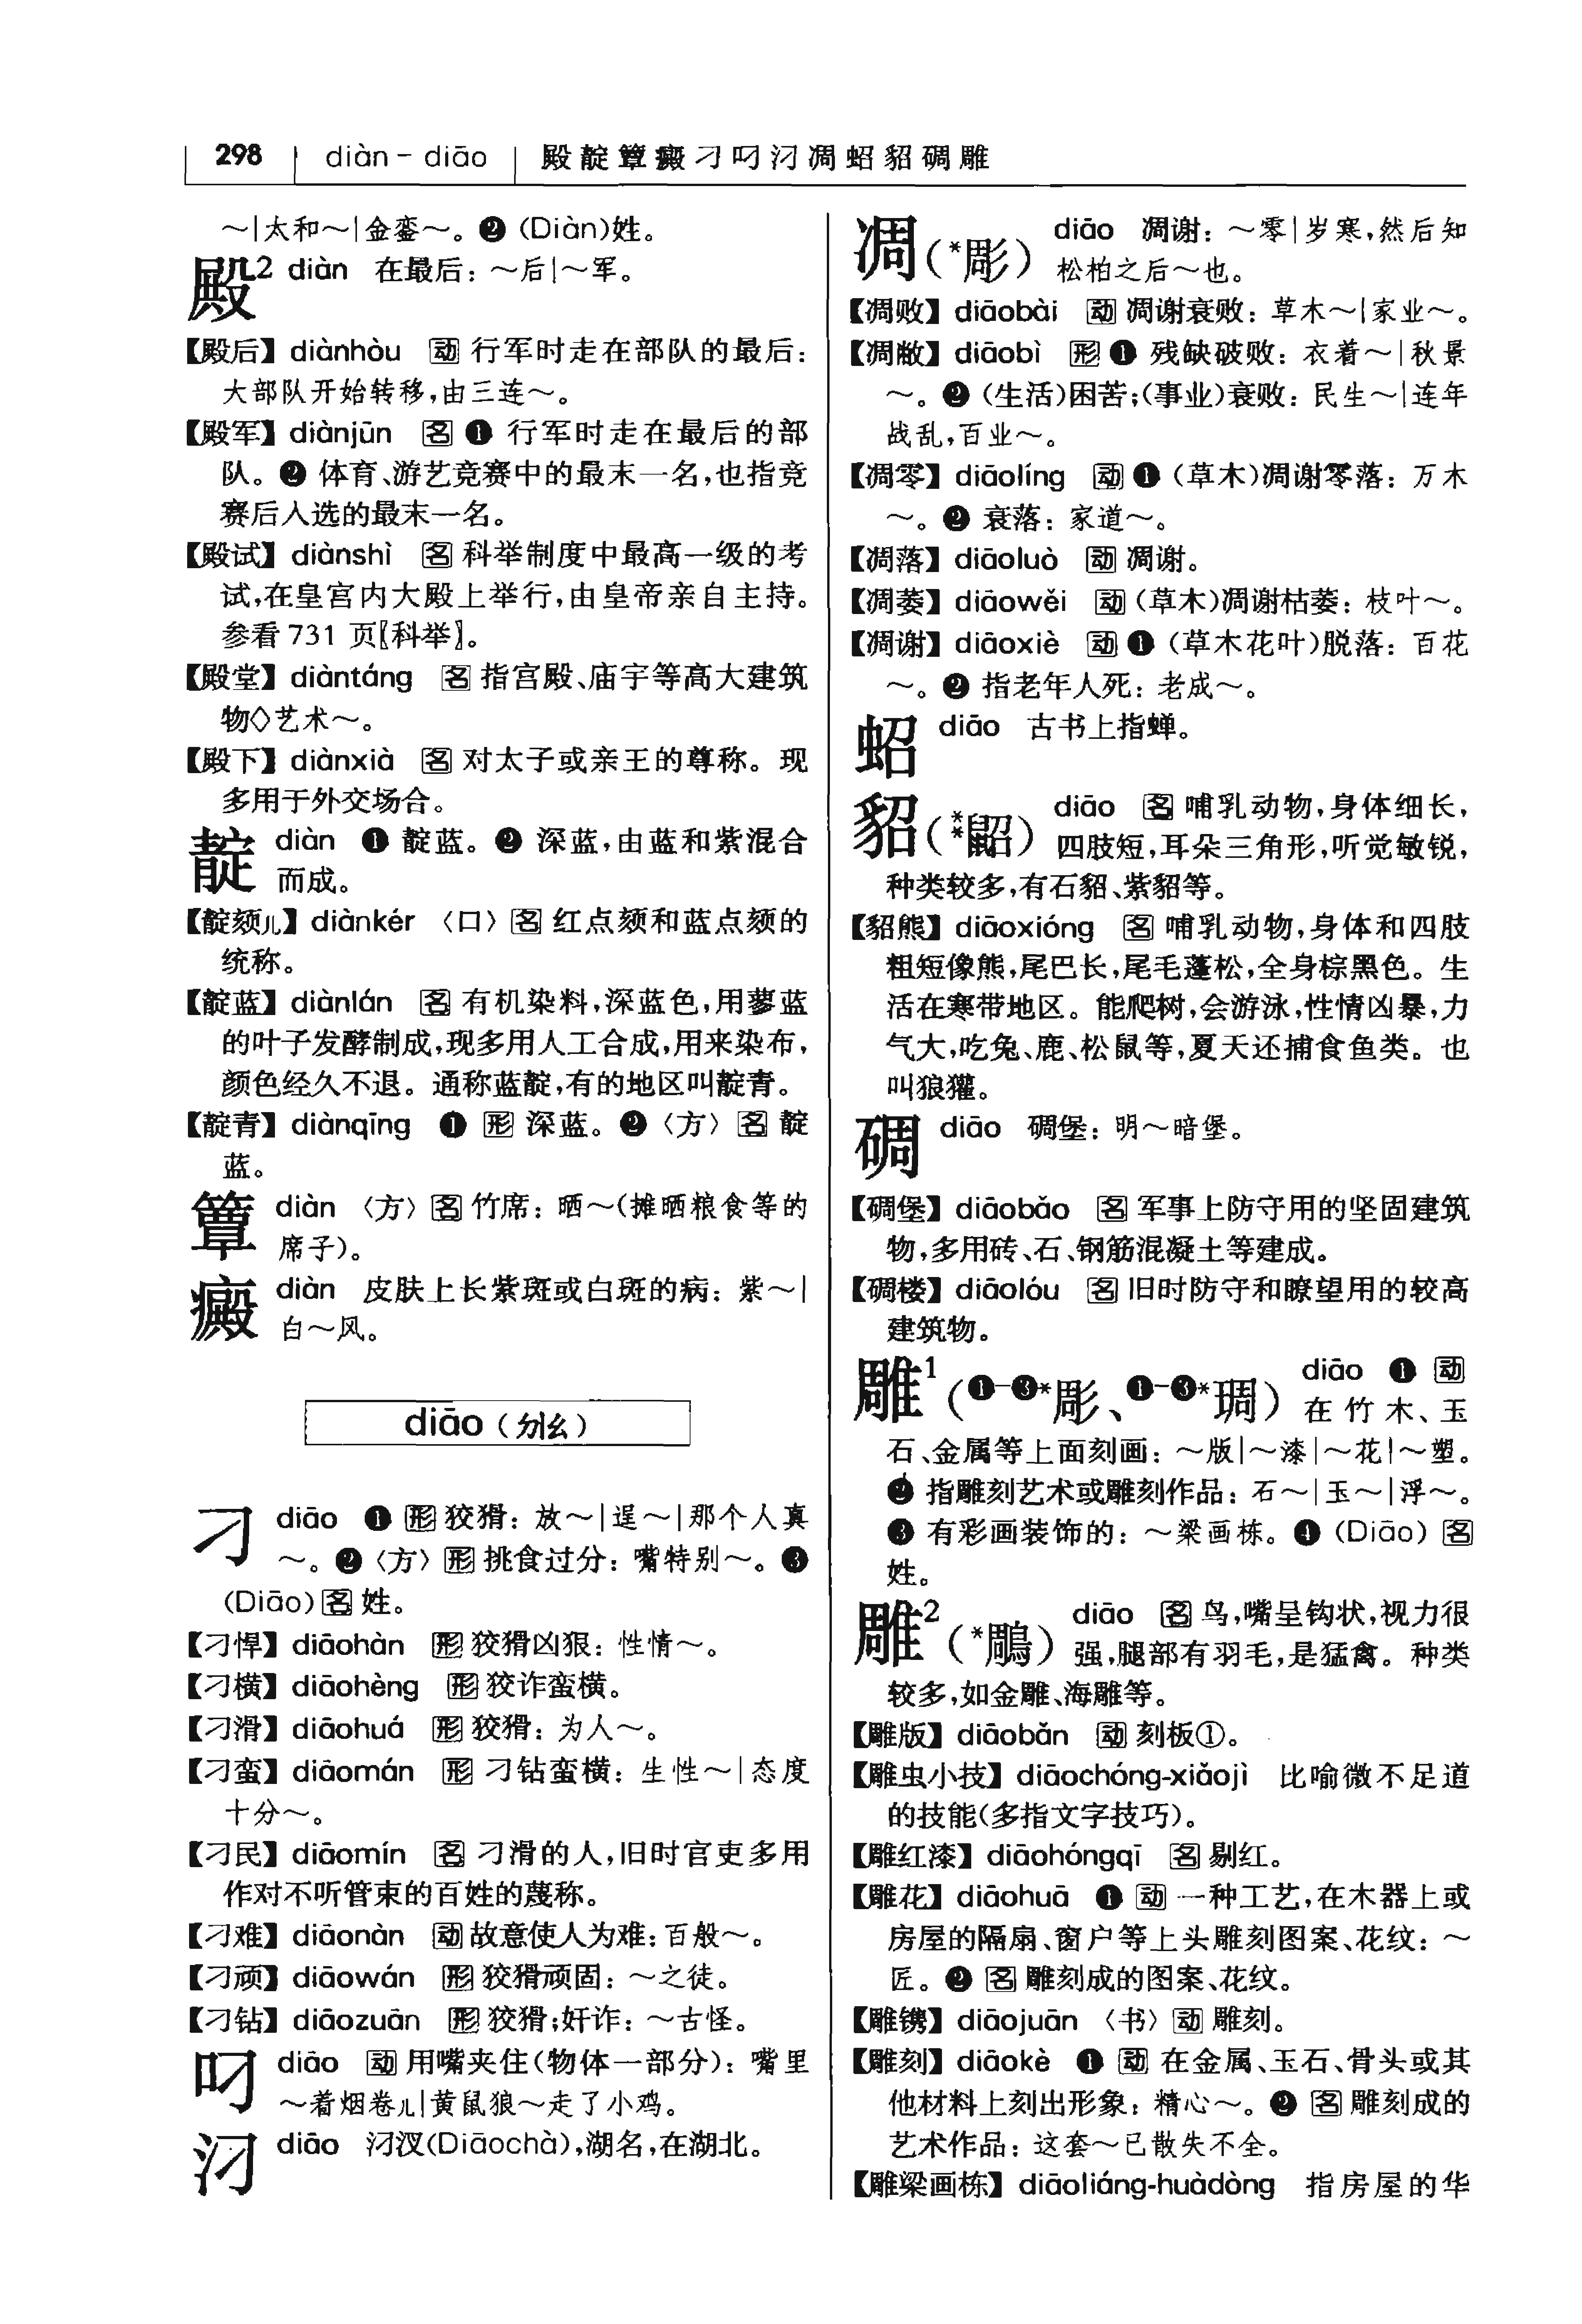 298 diàn－diāo 殿靛簟癜刁叼汈凋蛁貂碉雕
～|太和～|金銮～。❷ (Diàn)姓。
殿² diàn 在最后：～后|～军。
【殿后】diànhòu 动 行军时走在部队的最后：
大部队开始转移,由三连～。
【殿军】diànjūn 名 ❶ 行军时走在最后的部
队。❷ 体育、游艺竞赛中的最末一名,也指竞
赛后入选的最末一名。
【殿试】diànshì 名 科举制度中最高一级的考
试,在皇宫内大殿上举行,由皇帝亲自主持。
参看 731 页〖科举〗。
【殿堂】diàntáng 名 指宫殿、庙宇等高大建筑
物◇艺术～。
【殿下】diànxià 名 对太子或亲王的尊称。现
多用于外交场合。
靛 diàn ❶ 靛蓝。❷ 深蓝,由蓝和紫混合
而成。
【靛颏儿】diànkér 〈口〉名 红点颏和蓝点颏的
统称。
【靛蓝】diànlán 名 有机染料,深蓝色,用蓼蓝
的叶子发酵制成,现多用人工合成,用来染布,
颜色经久不退。通称蓝靛,有的地区叫靛青。
【靛青】diànqīng ❶ 形 深蓝。❷〈方〉名 靛
蓝。
簟 diàn 〈方〉名 竹席：晒～(摊晒粮食等的
席子)。
癜 diàn 皮肤上长紫斑或白斑的病：紫～|
白～风。
diāo（ㄉㄧㄠ）
刁 diāo ❶ 形 狡猾：放～|逞～|那个人真
～。❷〈方〉形 挑食过分：嘴特别～。❸
(Diāo) 名 姓。
【刁悍】diāohàn 形 狡猾凶狠：性情～。
【刁横】diāohèng 形 狡诈蛮横。
【刁滑】diāohuá 形 狡猾：为人～。
【刁蛮】diāomán 形 刁钻蛮横：生性～|态度
十分～。
【刁民】diāomín 名 刁滑的人,旧时官吏多用
作对不听管束的百姓的蔑称。
【刁难】diāonàn 动 故意使人为难：百般～。
【刁顽】diāowán 形 狡猾顽固：～之徒。
【刁钻】diāozuān 形 狡猾;奸诈：～古怪。
叼 diāo 动 用嘴夹住(物体一部分)：嘴里
～着烟卷儿|黄鼠狼～走了小鸡。
汈 diāo 汈汊(Diāochà),湖名,在湖北。
凋(*彫) diāo 凋谢：～零|岁寒,然后知
松柏之后～也。
【凋败】diāobài 动 凋谢衰败：草木～|家业～。
【凋敝】diāobì 形 ❶ 残缺破败：衣着～|秋景
～。❷ (生活)困苦;(事业)衰败：民生～|连年
战乱,百业～。
【凋零】diāolíng 动 ❶ (草木)凋谢零落：万木
～。❷ 衰落：家道～。
【凋落】diāoluò 动 凋谢。
【凋萎】diāowěi 动 (草木)凋谢枯萎：枝叶～。
【凋谢】diāoxiè 动 ❶ (草木花叶)脱落：百花
～。❷ 指老年人死：老成～。
蛁 diāo 古书上指蝉。
貂(**鼦) diāo 名 哺乳动物,身体细长,
四肢短,耳朵三角形,听觉敏锐,
种类较多,有石貂、紫貂等。
【貂熊】diāoxióng 名 哺乳动物,身体和四肢
粗短像熊,尾巴长,尾毛蓬松,全身棕黑色。生
活在寒带地区。能爬树,会游泳,性情凶暴,力
气大,吃兔、鹿、松鼠等,夏天还捕食鱼类。也
叫狼獾。
碉 diāo 碉堡：明～暗堡。
【碉堡】diāobǎo 名 军事上防守用的坚固建筑
物,多用砖、石、钢筋混凝土等建成。
【碉楼】diāolóu 名 旧时防守和瞭望用的较高
建筑物。
雕¹(❶–❸*彫、❶–❸*琱) diāo ❶ 动
在竹木、玉
石、金属等上面刻画：～版|～漆|～花|～塑。
❷ 指雕刻艺术或雕刻作品：石～|玉～|浮～。
❸ 有彩画装饰的：～梁画栋。❹ (Diāo) 名
姓。
雕²(*鵰) diāo 名 鸟,嘴呈钩状,视力很
强,腿部有羽毛,是猛禽。种类
较多,如金雕、海雕等。
【雕版】diāobǎn 动 刻板①。
【雕虫小技】diāochóng-xiǎojì 比喻微不足道
的技能(多指文字技巧)。
【雕红漆】diāohóngqī 名 剔红。
【雕花】diāohuā ❶ 动 一种工艺,在木器上或
房屋的隔扇、窗户等上头雕刻图案、花纹：～
匠。❷ 名 雕刻成的图案、花纹。
【雕镌】diāojuān 〈书〉动 雕刻。
【雕刻】diāokè ❶ 动 在金属、玉石、骨头或其
他材料上刻出形象：精心～。❷ 名 雕刻成的
艺术作品：这套～已散失不全。
【雕梁画栋】diāoliáng-huàdòng 指房屋的华